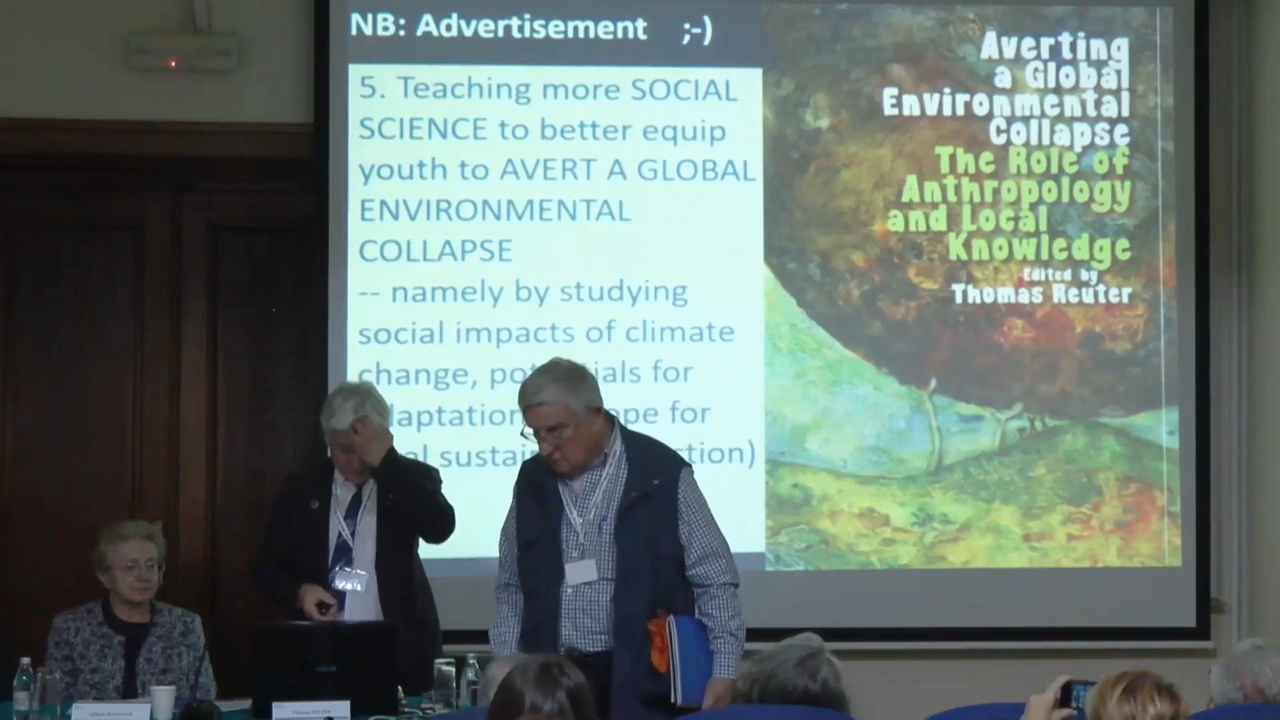 NB: Advertisement ;-)
5. Teaching more SOCIAL
SCIENCE to better equip
youth to AVERT A GLOBAL
ENVIRONMENTAL
COLLAPSE
-- namely by studying
social impacts of climate
change, for
for
Averting
a Global
Environmental
Collapse
The Role of
Anthropology
and Local
Knowledge
Edited by
Thomas Reuter